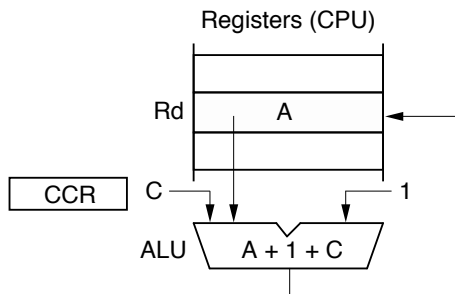 Registers (CPU)
Rd A
CCR C 1
ALU A + 1 + C